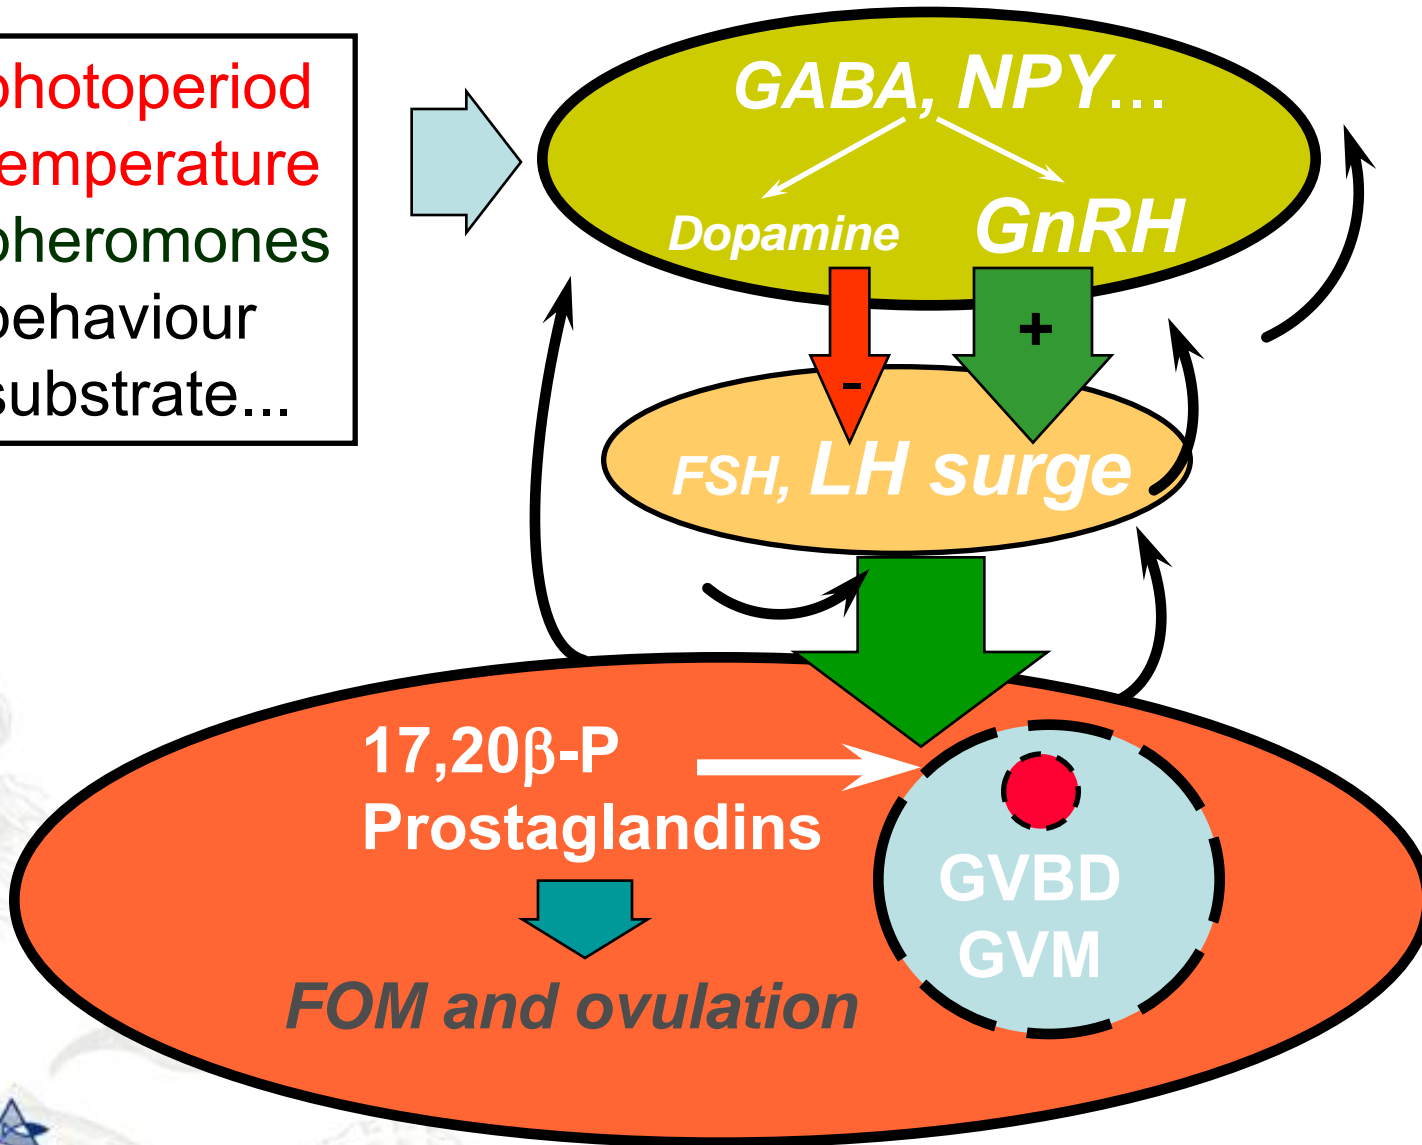 photoperiod
temperature
pheromones
behaviour
substrate...
GABA, NPY...
Dopamine GnRH
- +
FSH, LH surge
17,20β-P
Prostaglandins
GVBD
GVM
FOM and ovulation